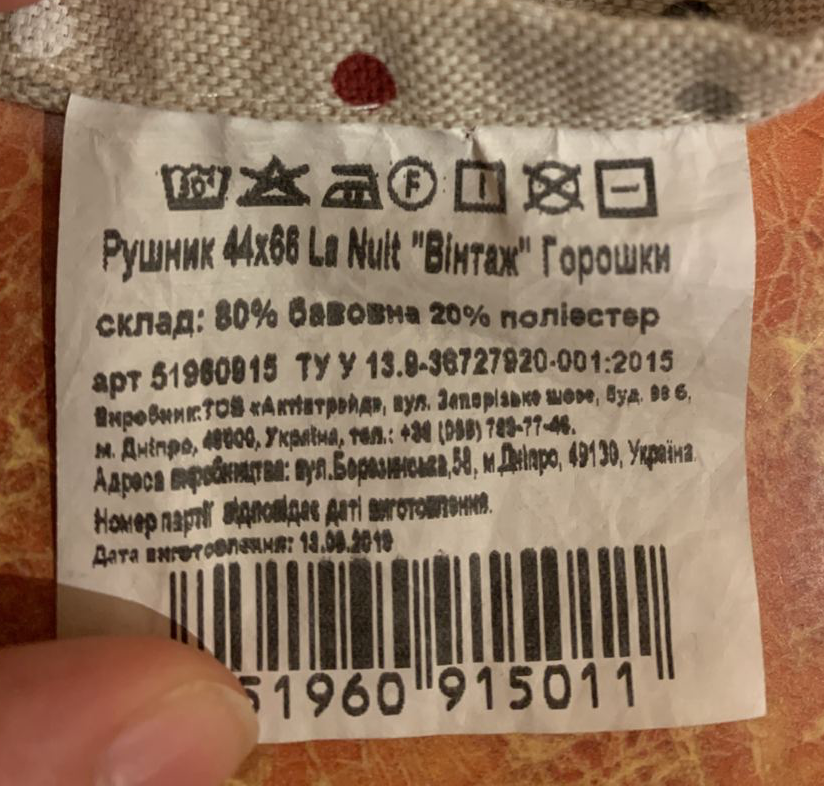 30°
F
Рушник 44х66 La Nuit "Вінтаж" Горошки
склад: 80% бавовна 20% поліестер
арт 51960915 ТУ У 13.9-36727920-001:2015
Виробник:ТОВ «Актівтрейд», вул. Запорізьке шосе, буд.
м. Дніпро, Україна, тел.: +38
Адреса виробництва: вул.Березинська,58, м.Дніпро, 49130, Україна.
Номер партії відповідає даті виготовлення.
Дата виготовлення:
51960 915011